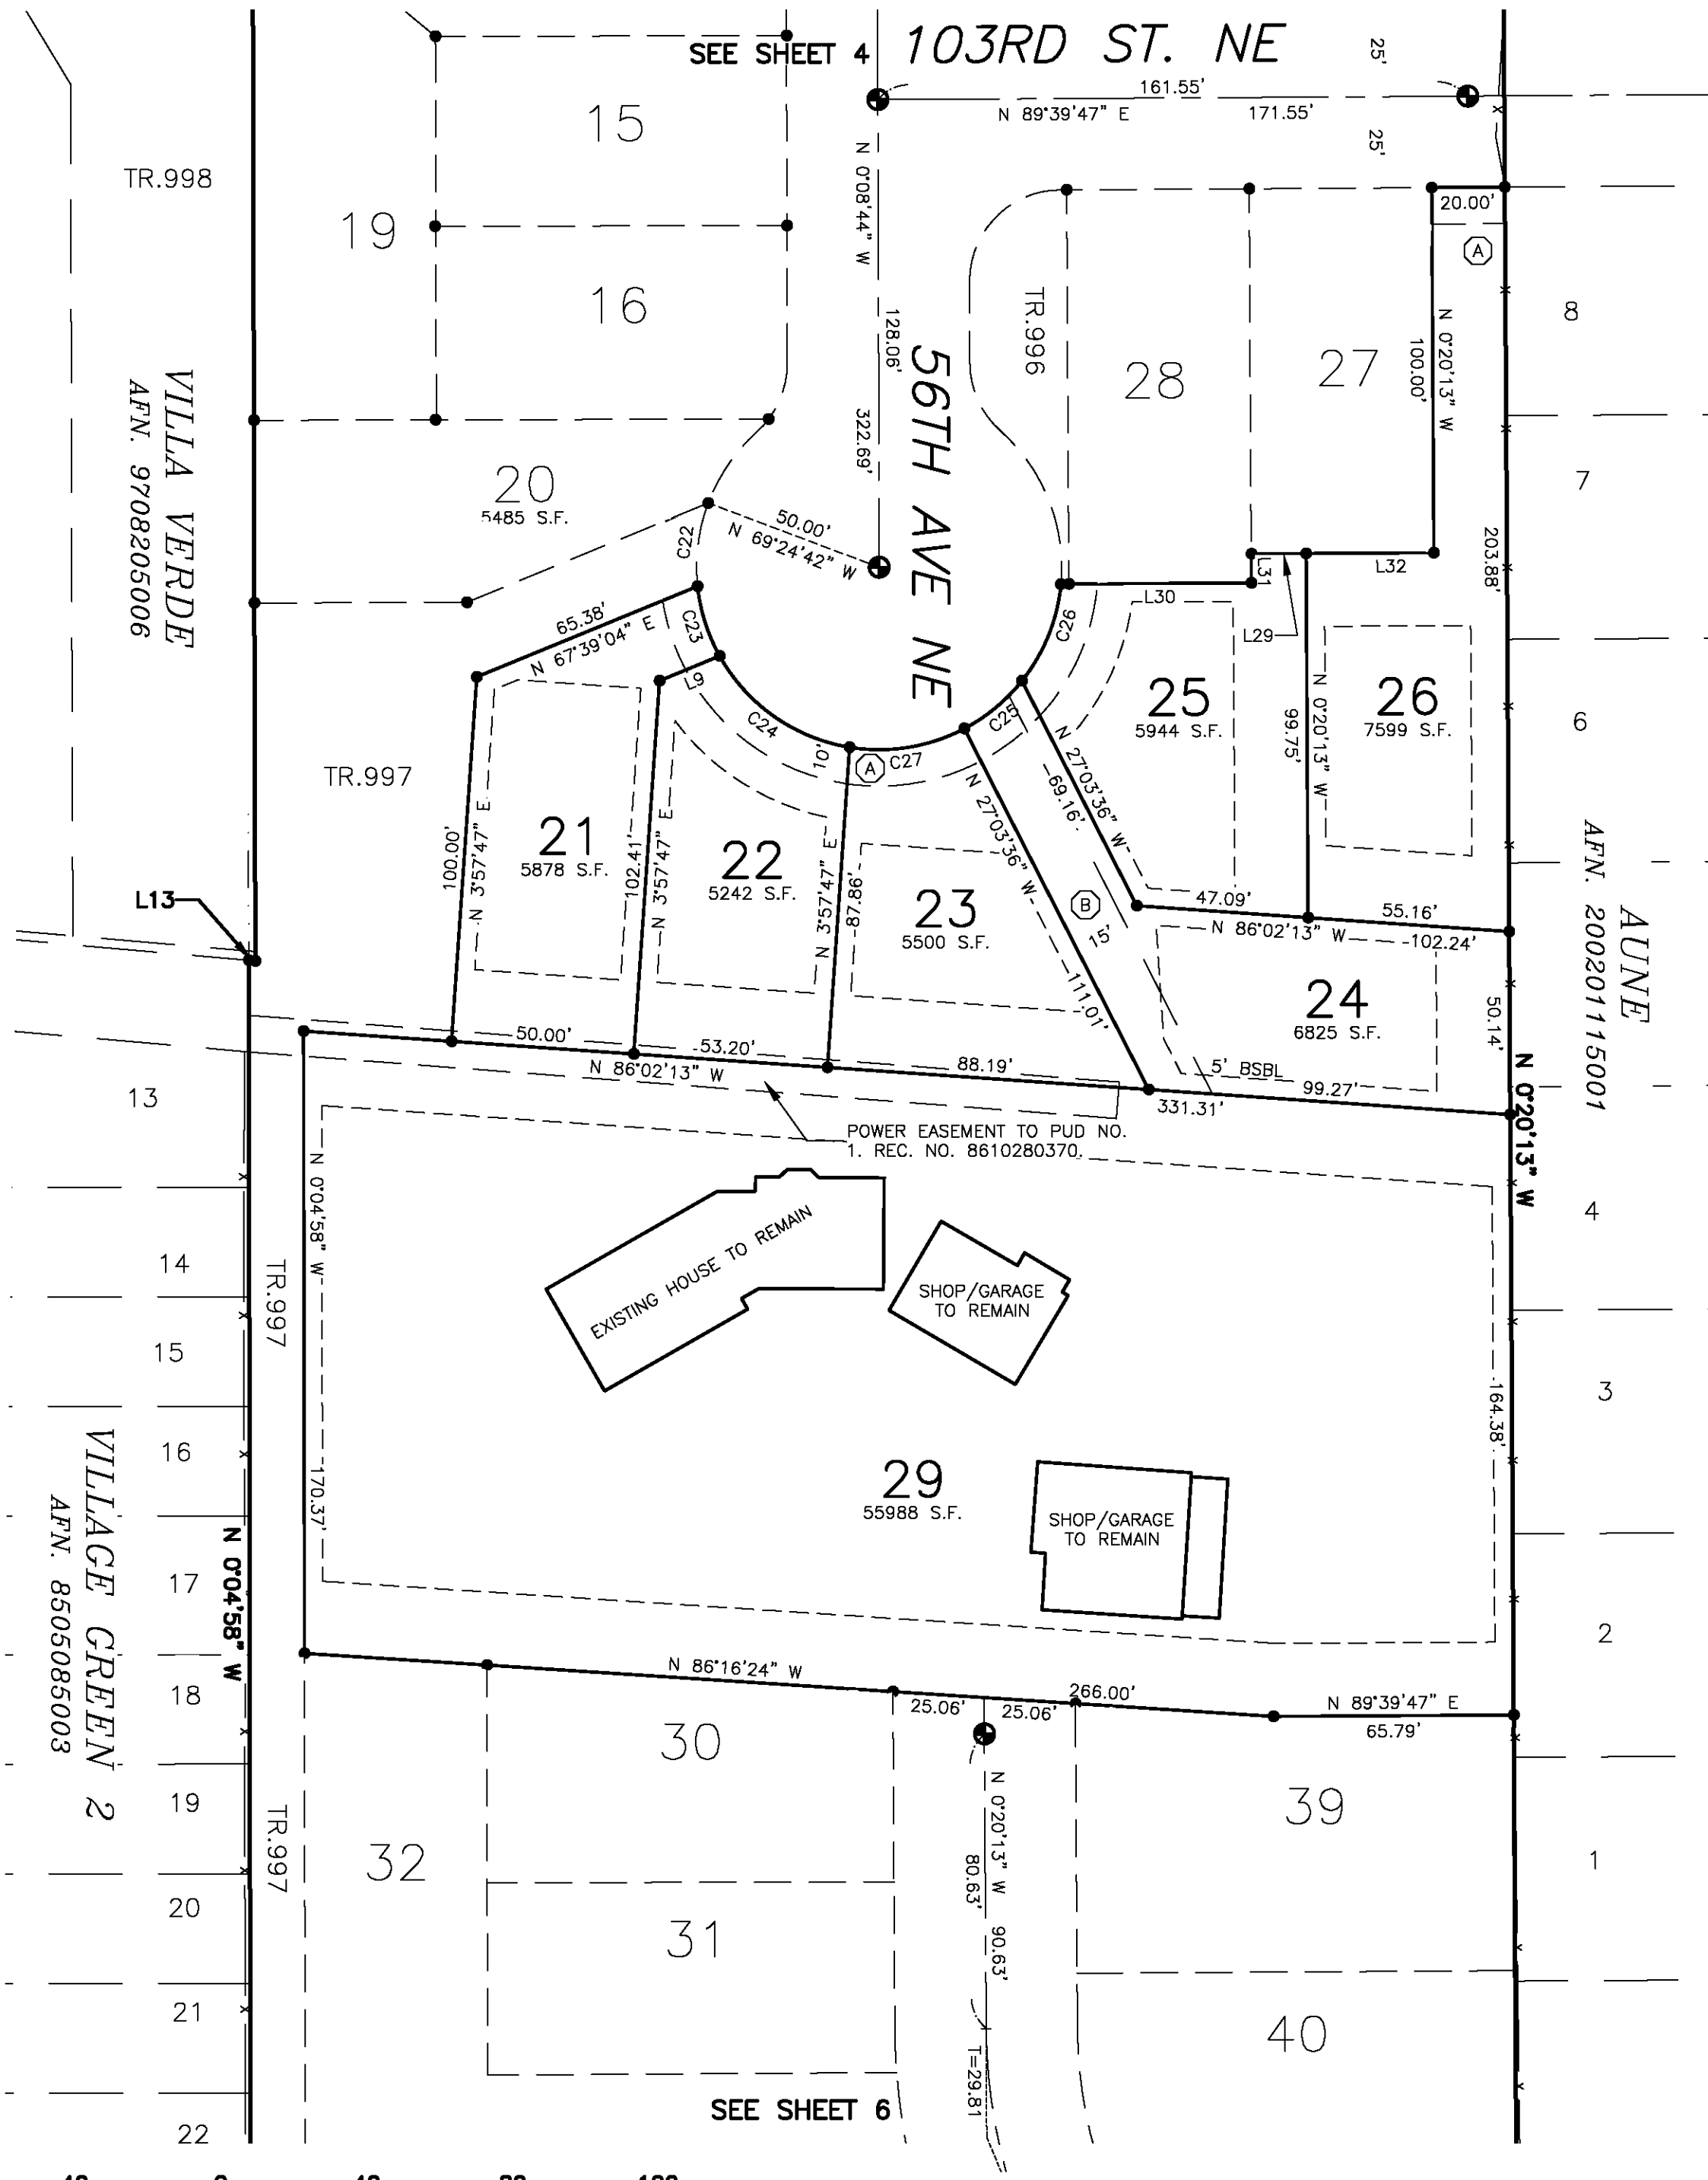 SEE SHEET 4
103RD ST. NE
25'
161.55'
N 89°39'47" E
171.55'
25'
15
TR.998
19
16
N 0°08'44" W
128.06'
322.69'
56TH AVE NE
TR.996
28
27
20.00'
A
N 0°20'13" W
100.00'
8
7
203.88'
VILLA VERDE
AFN. 9708205006
20
5485 S.F.
C22
50.00'
N 69°24'42" W
L31
L32
L30
L29
C26
65.38'
N 67°39'04" E
C23
L9
C24
10'
A
C27
C25
25
5944 S.F.
N 0°20'13" W
99.75'
26
7599 S.F.
6
TR.997
100.00'
N 3°57'47" E
21
5878 S.F.
102.41'
N 3°57'47" E
22
5242 S.F.
N 3°57'47" E
87.86'
23
5500 S.F.
N 27°03'36" W
111.01'
N 27°03'36" W
69.16'
B
15'
47.09'
55.16'
N 86°02'13" W
102.24'
24
6825 S.F.
50.14'
AUNE
AFN. 200201115001
L13
50.00'
53.20'
N 86°02'13" W
88.19'
5' BSBL
99.27'
331.31'
N 0°20'13" W
13
POWER EASEMENT TO PUD NO.
1. REC. NO. 8610280370.
N 0°04'58" W
170.37'
EXISTING HOUSE TO REMAIN
SHOP/GARAGE
TO REMAIN
4
14
TR.997
15
3
164.38'
16
29
55988 S.F.
SHOP/GARAGE
TO REMAIN
VILLAGE GREEN 2
AFN. 8505085003
N 0°04'58" W
17
2
18
N 86°16'24" W
25.06'
25.06'
266.00'
N 89°39'47" E
65.79'
30
19
TR.997
32
N 0°20'13" W
80.63'
90.63'
39
1
20
31
21
40
T=29.81
SEE SHEET 6
22
40 0 40 80 120